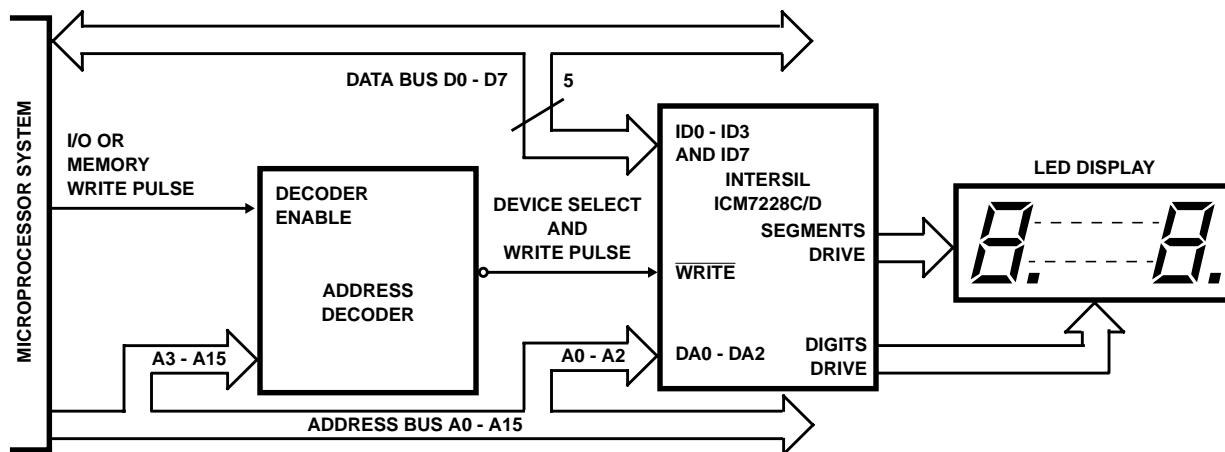 MICROPROCESSOR SYSTEM
DATA BUS D0 - D7
5
I/O OR
MEMORY
WRITE PULSE
DECODER
ENABLE
ADDRESS
DECODER
DEVICE SELECT
AND
WRITE PULSE
ID0 - ID3
AND ID7
INTERSIL
ICM7228C/D
SEGMENTS
DRIVE
WRITE
DA0 - DA2
DIGITS
DRIVE
LED DISPLAY
8.
8.
A3 - A15
A0 - A2
ADDRESS BUS A0 - A15